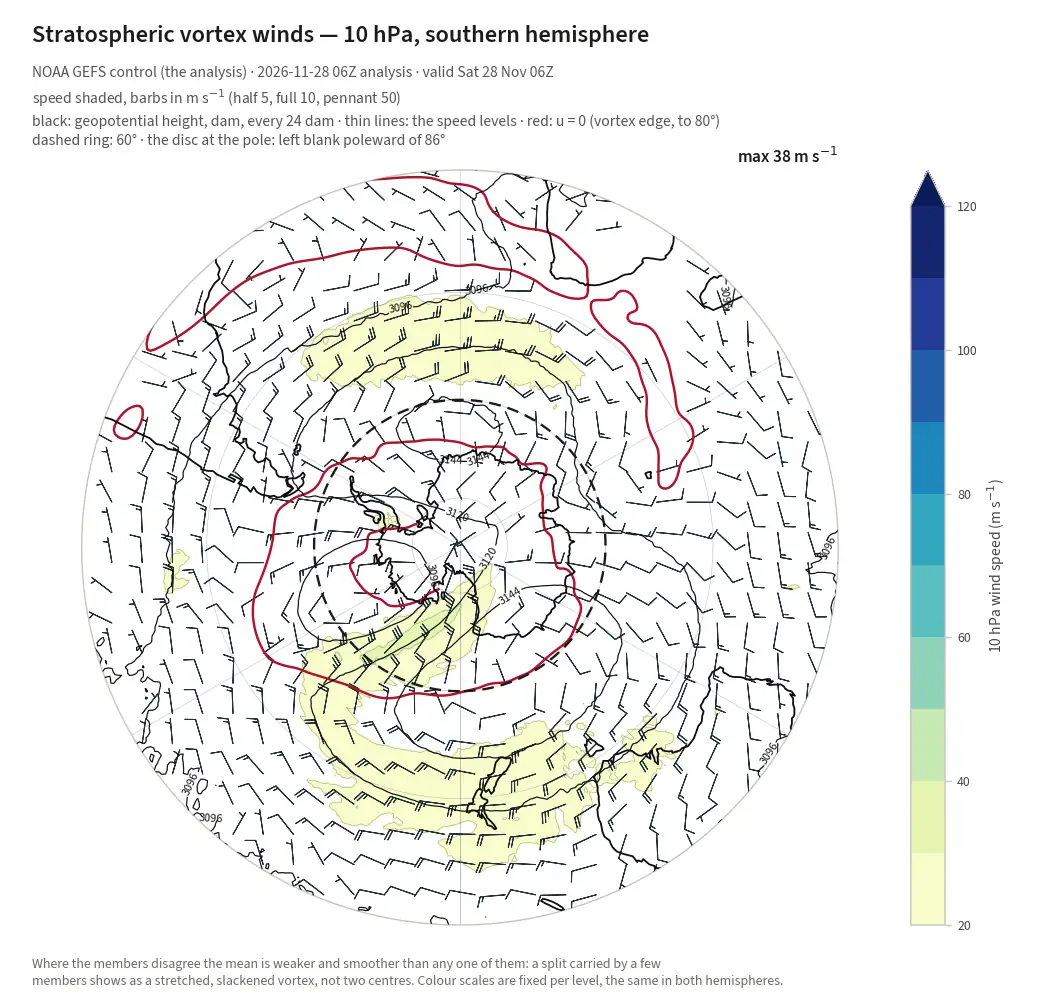 Stratospheric vortex winds — 10 hPa, southern hemisphere
NOAA GEFS control (the analysis) · 2026-11-28 06Z analysis · valid Sat 28 Nov 06Z
speed shaded, barbs in m s⁻¹ (half 5, full 10, pennant 50)
black: geopotential height, dam, every 24 dam · thin lines: the speed levels · red: u = 0 (vortex edge, to 80°)
dashed ring: 60° · the disc at the pole: left blank poleward of 86°
max 38 m s⁻¹
120
100
80
60
40
20
10 hPa wind speed (m s⁻¹)
3096
3096
3144
3144
3120
3120
3144
3096
3096
3096
3096
Where the members disagree the mean is weaker and smoother than any one of them: a split carried by a few
members shows as a stretched, slackened vortex, not two centres. Colour scales are fixed per level, the same in both hemispheres.